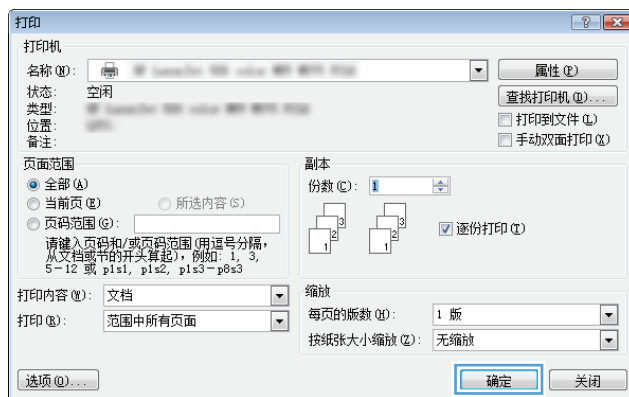 打印
打印机
名称(N):
属性(P)
状态: 空闲
查找打印机(D)...
类型:
位置:
打印到文件(L)
备注:
手动双面打印(X)
页面范围
全部(A)
当前页(E) 所选内容(S)
页码范围(G):
请键入页码和/或页码范围(用逗号分隔，
从文档或节的开头算起)，例如: 1, 3,
5-12 或 p1s1, p1s2, p1s3-p8s3
副本
份数(C): 1
3 3
2 2
1 1
逐份打印(T)
打印内容(W): 文档
打印(R): 范围中所有页面
缩放
每页的版数(H): 1 版
按纸张大小缩放(Z): 无缩放
选项(O)...
确定 关闭